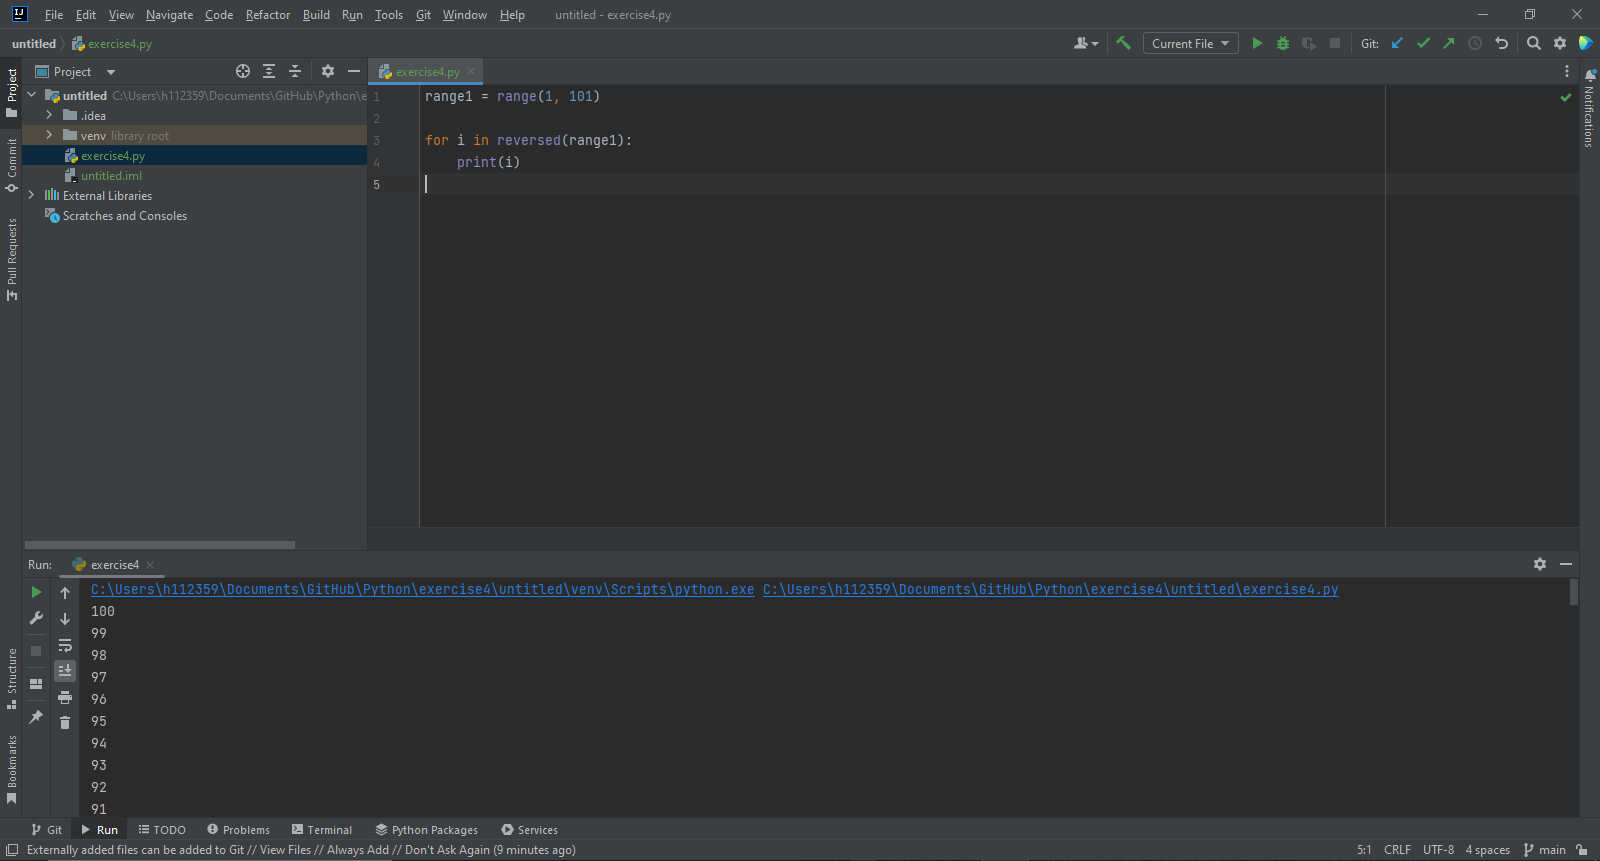 IJ File Edit View Navigate Code Refactor Build Run Tools Git Window Help untitled - exercise4.py
untitled exercise4.py Current File Git:
Project
Project exercise4.py
untitled C:\Users\h112359\Documents\GitHub\Python\e
.idea
venv library root
exercise4.py
untitled.iml
External Libraries
Scratches and Consoles
Commit
Pull Requests
1 range1 = range(1, 101)
2
3 for i in reversed(range1):
4 print(i)
5
Notifications
Run: exercise4
C:\Users\h112359\Documents\GitHub\Python\exercise4\untitled\venv\Scripts\python.exe C:\Users\h112359\Documents\GitHub\Python\exercise4\untitled\exercise4.py
100
99
98
97
96
95
94
93
92
91
Structure
Bookmarks
Git Run TODO Problems Terminal Python Packages Services
Externally added files can be added to Git // View Files // Always Add // Don't Ask Again (9 minutes ago) 5:1 CRLF UTF-8 4 spaces main